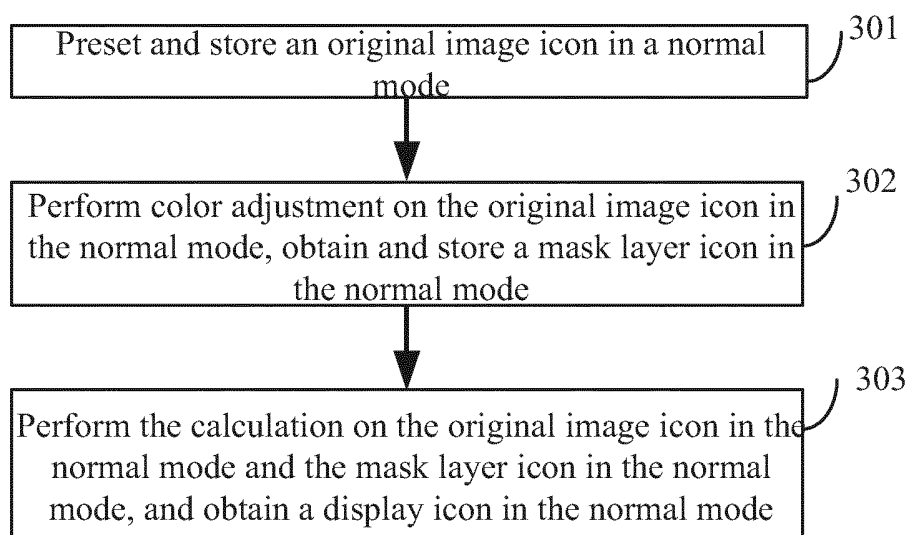 Preset and store an original image icon in a normal
mode
301
Perform color adjustment on the original image icon in
the normal mode, obtain and store a mask layer icon in
the normal mode
302
Perform the calculation on the original image icon in the
normal mode and the mask layer icon in the normal
mode, and obtain a display icon in the normal mode
303